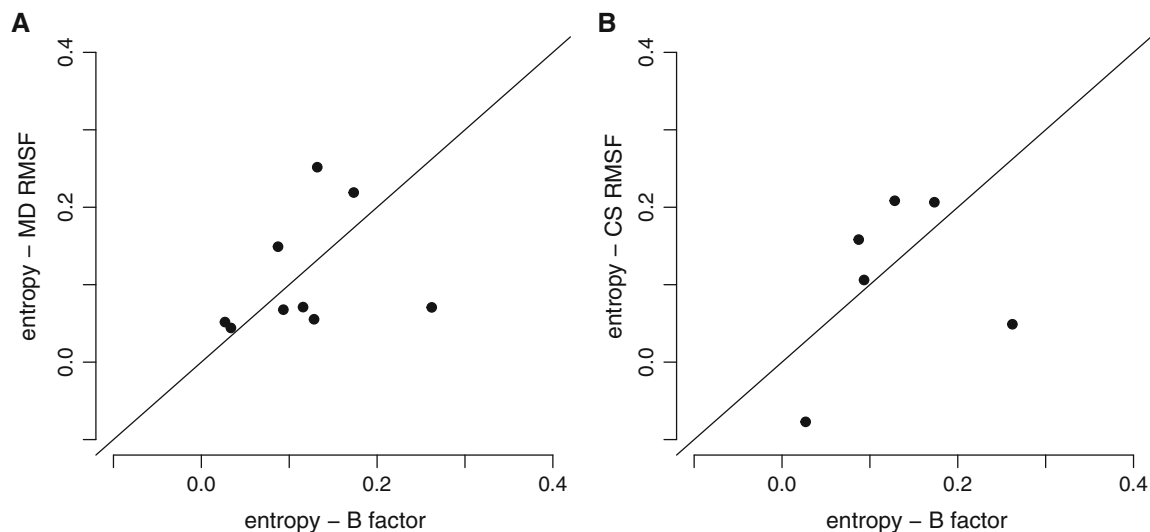 A
0.4
0.2
0.0
entropy – MD RMSF
0.0 0.2 0.4
entropy – B factor
B
0.4
0.2
0.0
entropy – CS RMSF
0.0 0.2 0.4
entropy – B factor